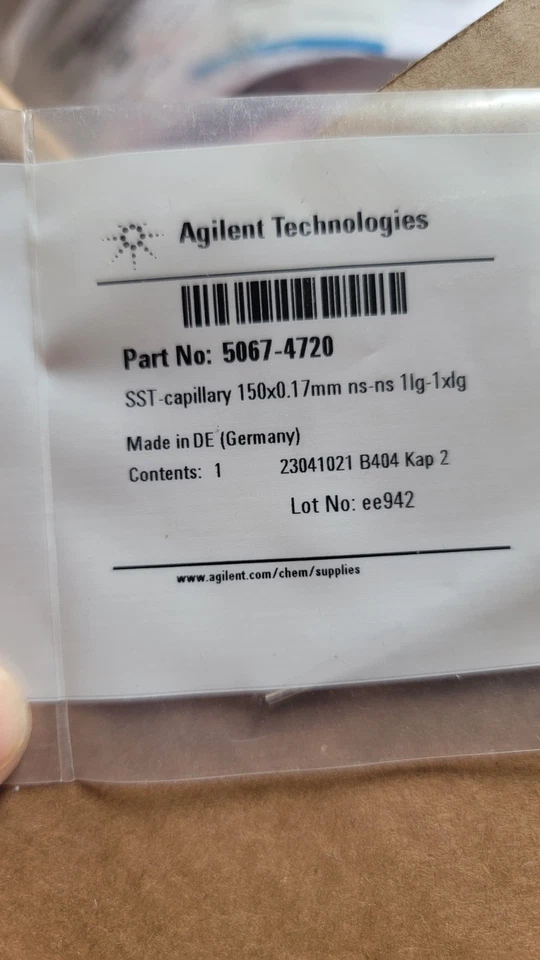 Agilent Technologies
Part No: 5067-4720
SST-capillary 150x0.17mm ns-ns 1lg-1xlg
Made in DE (Germany)
Contents: 1 23041021 B404 Kap 2
Lot No: ee942
www.agilent.com/chem/supplies